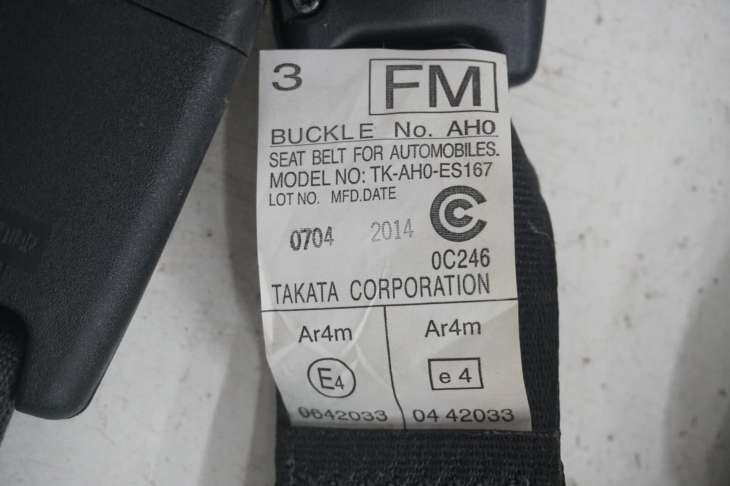 3 FM
BUCKLE No. AH0
SEAT BELT FOR AUTOMOBILES.
MODEL NO: TK-AH0-ES167
LOT NO. MFD.DATE
0704 2014
0C246
TAKATA CORPORATION
Ar4m Ar4m
E4 e4
0642033 04 42033